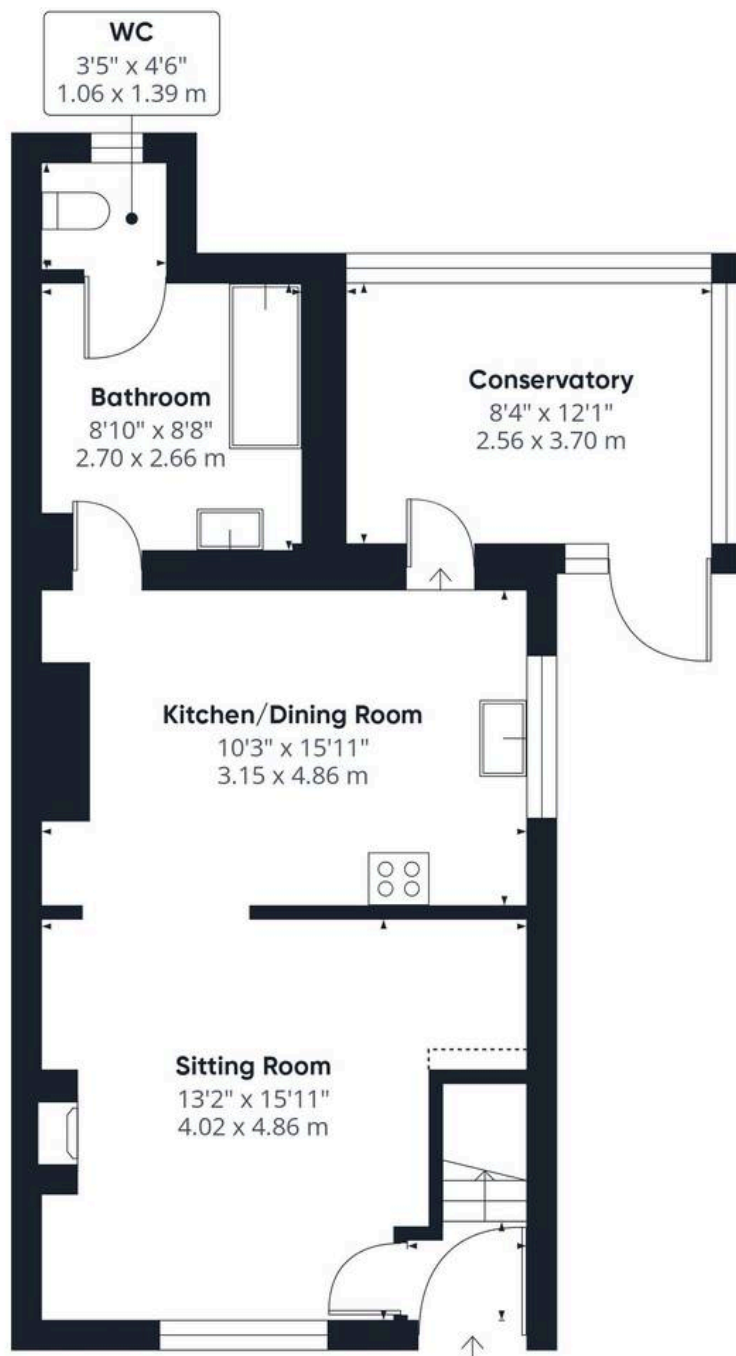 WC
3'5" x 4'6"
1.06 x 1.39 m
Bathroom
8'10" x 8'8"
2.70 x 2.66 m
Conservatory
8'4" x 12'1"
2.56 x 3.70 m
Kitchen/Dining Room
10'3" x 15'11"
3.15 x 4.86 m
Sitting Room
13'2" x 15'11"
4.02 x 4.86 m